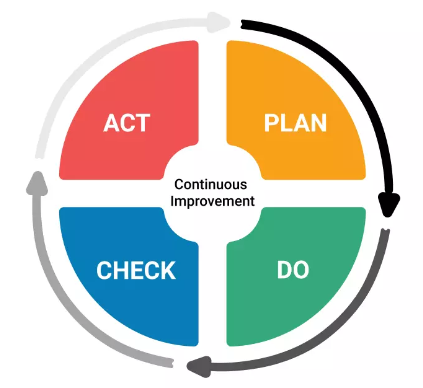 ACT
PLAN
Continuous
Improvement
CHECK
DO